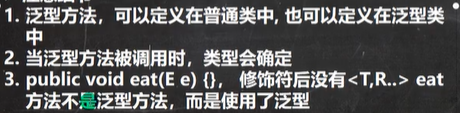 1. 泛型方法，可以定义在普通类中, 也可以定义在泛型类
中
2. 当泛型方法被调用时，类型会确定
3. public void eat(E e) {}， 修饰符后没有<T,R..> eat
方法不是泛型方法，而是使用了泛型